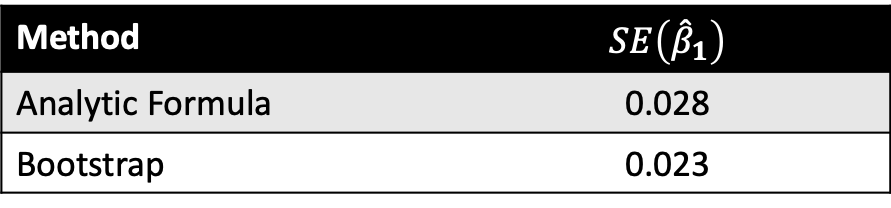 Method SE(β̂₁)
Analytic Formula 0.028
Bootstrap 0.023